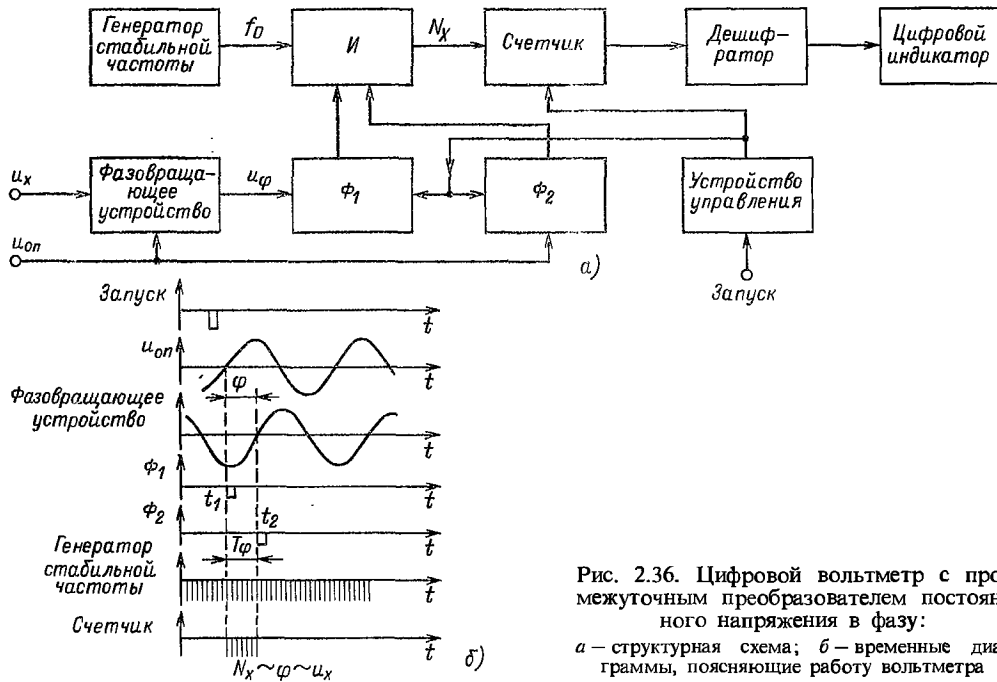 Генератор
стабильной
частоты
f₀
И
Nₓ
Счетчик
Дешиф-
ратор
Цифровой
индикатор
uₓ
Фазовраща-
ющее
устройство
uφ
Ф₁
Ф₂
Устройство
управления
uоп
а)
Запуск
Запуск
t
uоп
t
φ
Фазовращающее
устройство
t
Ф₁
t₁
t
Ф₂
t₂
t
Tφ
Генератор
стабильной
частоты
t
Счетчик
t
Nₓ~φ~uₓ
б)
Рис. 2.36. Цифровой вольтметр с про
межуточным преобразователем постоян
ного напряжения в фазу:
а – структурная схема; б – временные диа
граммы, поясняющие работу вольтметра